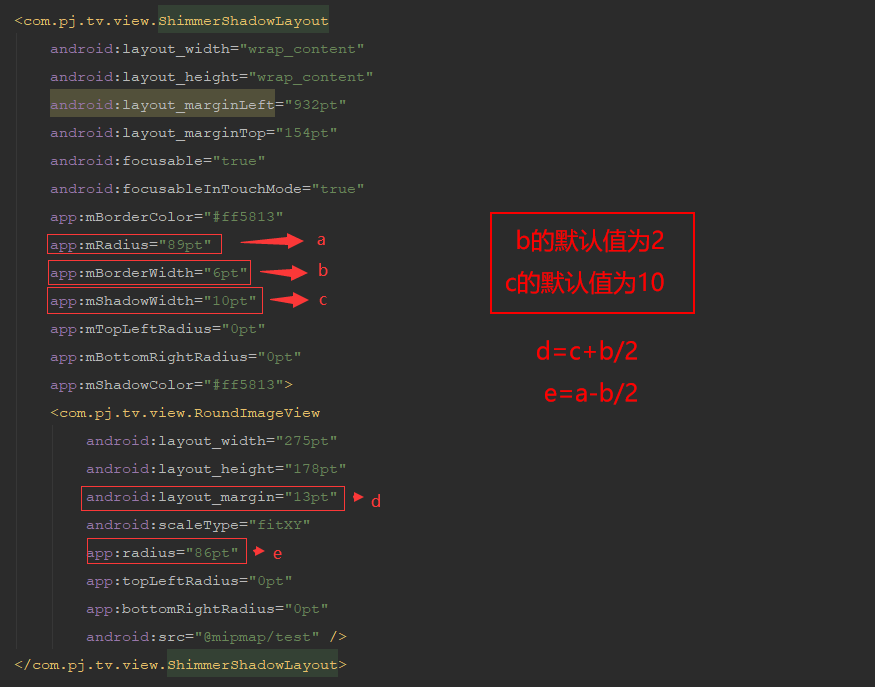 <com.pj.tv.view.ShimmerShadowLayout
android:layout_width="wrap_content"
android:layout_height="wrap_content"
android:layout_marginLeft="932pt"
android:layout_marginTop="154pt"
android:focusable="true"
android:focusableInTouchMode="true"
app:mBorderColor="#ff5813"
app:mRadius="89pt" a
app:mBorderWidth="6pt" b
app:mShadowWidth="10pt" c
app:mTopLeftRadius="0pt"
app:mBottomRightRadius="0pt"
app:mShadowColor="#ff5813">
<com.pj.tv.view.RoundImageView
android:layout_width="275pt"
android:layout_height="178pt"
android:layout_margin="13pt" d
android:scaleType="fitXY"
app:radius="86pt" e
app:topLeftRadius="0pt"
app:bottomRightRadius="0pt"
android:src="@mipmap/test" />
</com.pj.tv.view.ShimmerShadowLayout>
b的默认值为2
c的默认值为10
d=c+b/2
e=a-b/2